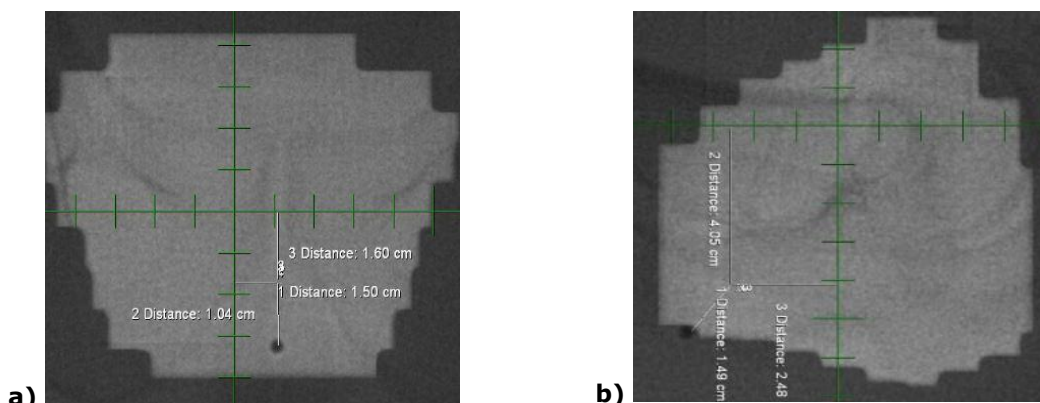 3 Distance: 1.60 cm
1 Distance: 1.50 cm
2 Distance: 1.04 cm
a)
2 Distance: 4.05 cm
1 Distance: 1.49 cm
3 Distance: 2.48
b)